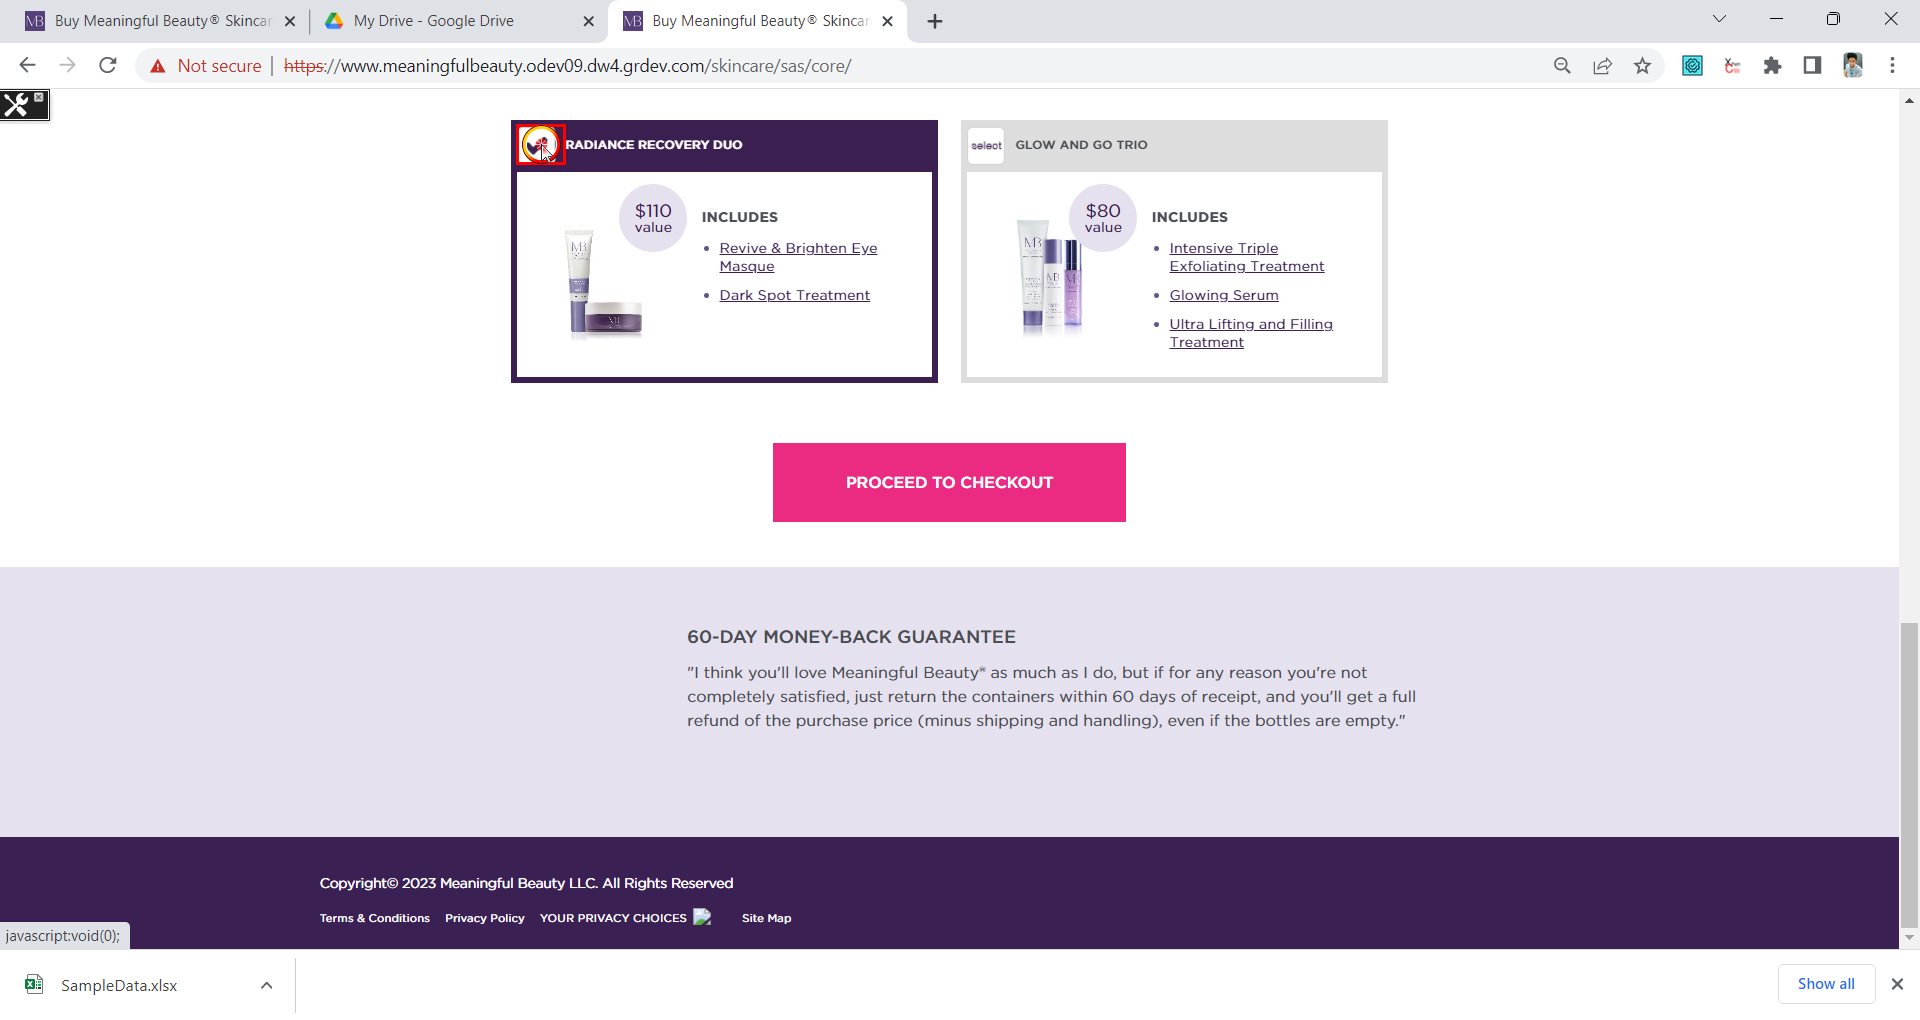 Buy Meaningful Beauty® Skincar
My Drive - Google Drive
Buy Meaningful Beauty® Skincar
Not secure
https://www.meaningfulbeauty.odev09.dw4.grdev.com/skincare/sas/core/
RADIANCE RECOVERY DUO
$110
value
INCLUDES
• Revive & Brighten Eye
Masque
• Dark Spot Treatment
select
GLOW AND GO TRIO
$80
value
INCLUDES
• Intensive Triple
Exfoliating Treatment
• Glowing Serum
• Ultra Lifting and Filling
Treatment
PROCEED TO CHECKOUT
60-DAY MONEY-BACK GUARANTEE
"I think you'll love Meaningful Beauty® as much as I do, but if for any reason you're not
completely satisfied, just return the containers within 60 days of receipt, and you'll get a full
refund of the purchase price (minus shipping and handling), even if the bottles are empty."
Copyright© 2023 Meaningful Beauty LLC. All Rights Reserved
Terms & Conditions Privacy Policy YOUR PRIVACY CHOICES Site Map
javascript:void(0);
SampleData.xlsx
Show all